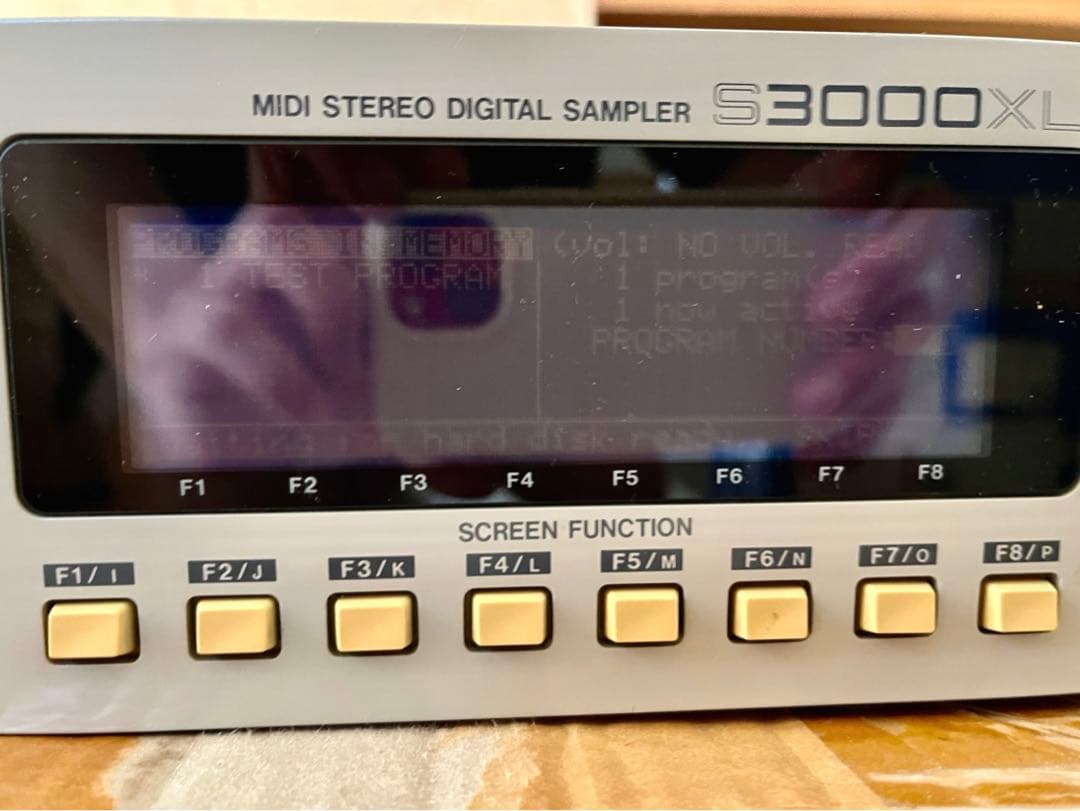 MIDI STEREO DIGITAL SAMPLER S3000XL
PROGRAMS IN MEMORY (vol: NO VOL.
1 TEST PROGRAM 1 program(s
1 now active
PROGRAM NUMBER
hard disk ready
F1 F2 F3 F4 F5 F6 F7 F8
SCREEN FUNCTION
F1/I F2/J F3/K F4/L F5/M F6/N F7/O F8/P